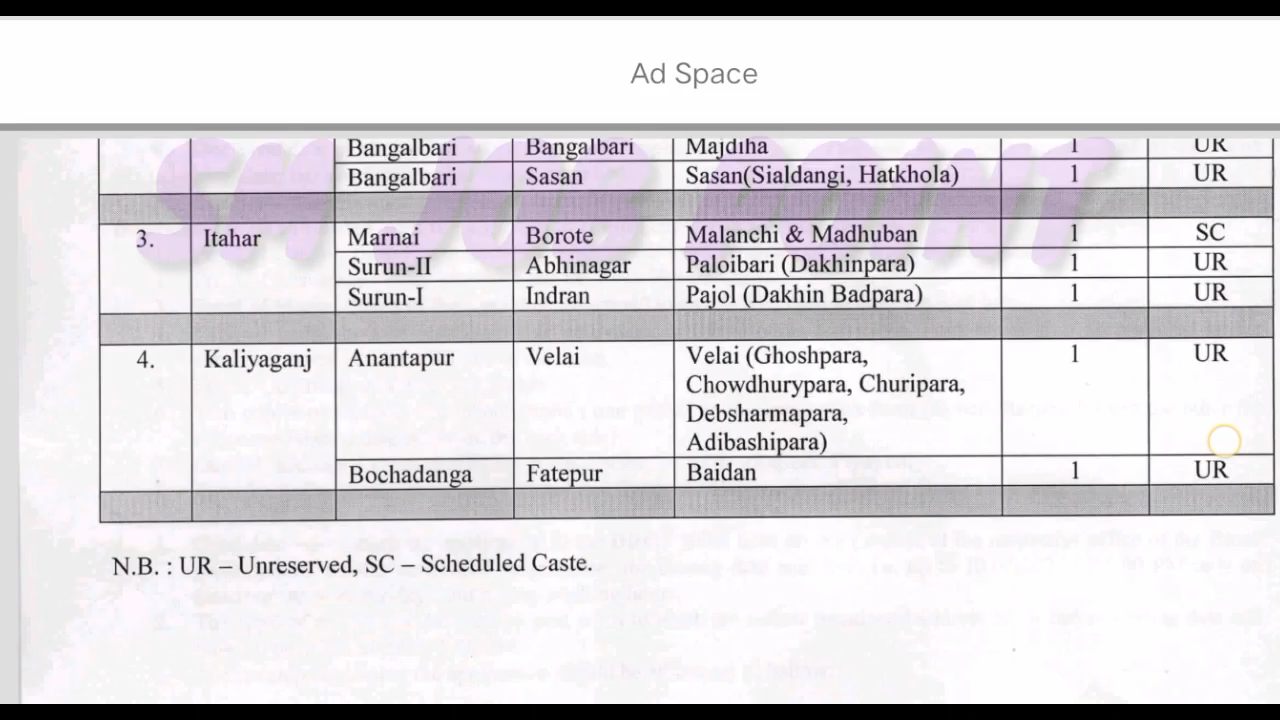 Ad Space
SM JOB POINT
Bangalbari Bangalbari Majdiha 1 UR
Bangalbari Sasan Sasan(Sialdangi, Hatkhola) 1 UR
3. Itahar Marnai Borote Malanchi & Madhuban 1 SC
Surun-II Abhinagar Paloibari (Dakhinpara) 1 UR
Surun-I Indran Pajol (Dakhin Badpara) 1 UR
4. Kaliyaganj Anantapur Velai Velai (Ghoshpara, 1 UR
Chowdhurypara, Churipara,
Debsharmapara,
Adibashipara)
Bochadanga Fatepur Baidan 1 UR
N.B. : UR – Unreserved, SC – Scheduled Caste.